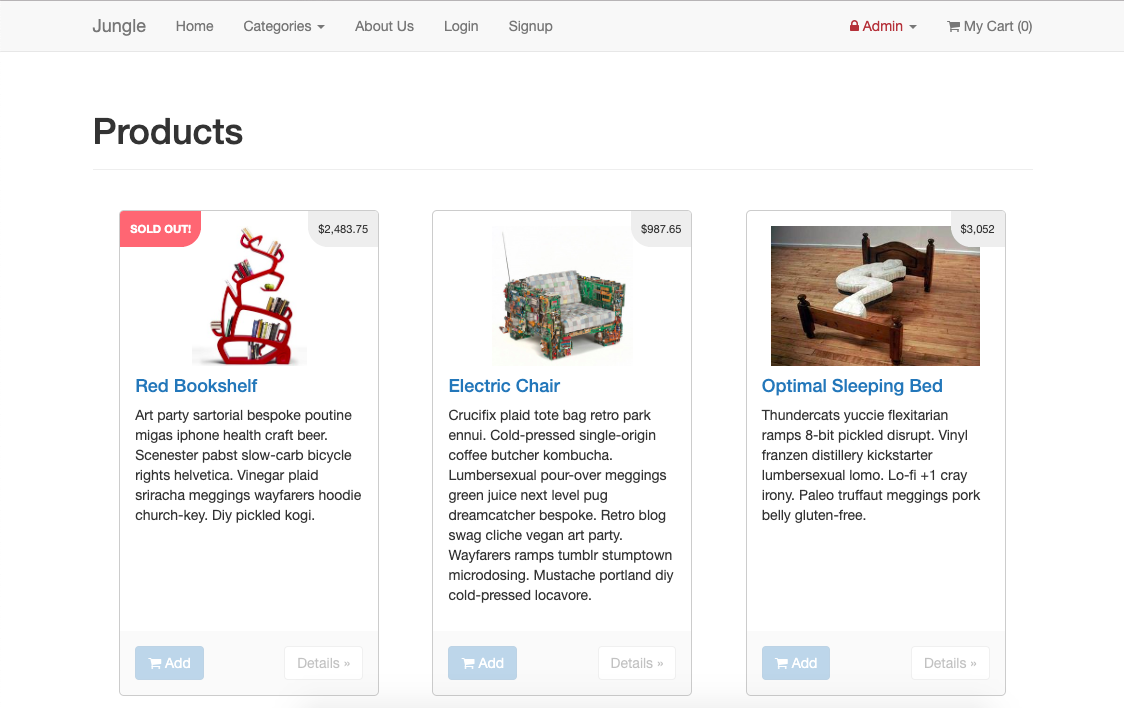 Jungle Home Categories About Us Login Signup Admin My Cart (0)
Products
SOLD OUT! $2,483.75
Red Bookshelf
Art party sartorial bespoke poutine
migas iphone health craft beer.
Scenester pabst slow-carb bicycle
rights helvetica. Vinegar plaid
sriracha meggings wayfarers hoodie
church-key. Diy pickled kogi.
Add Details »
$987.65
Electric Chair
Crucifix plaid tote bag retro park
ennui. Cold-pressed single-origin
coffee butcher kombucha.
Lumbersexual pour-over meggings
green juice next level pug
dreamcatcher bespoke. Retro blog
swag cliche vegan art party.
Wayfarers ramps tumblr stumptown
microdosing. Mustache portland diy
cold-pressed locavore.
Add Details »
$3,052
Optimal Sleeping Bed
Thundercats yuccie flexitarian
ramps 8-bit pickled disrupt. Vinyl
franzen distillery kickstarter
lumbersexual lomo. Lo-fi +1 cray
irony. Paleo truffaut meggings pork
belly gluten-free.
Add Details »